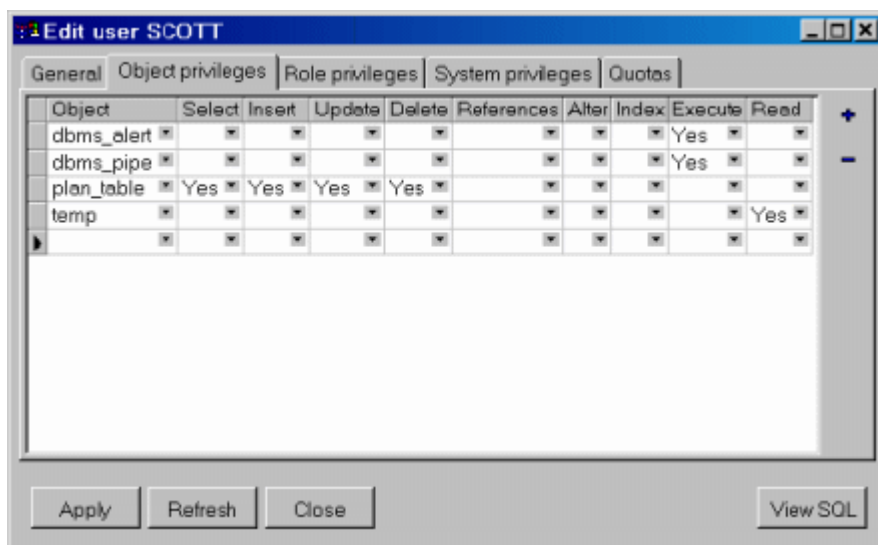 Edit user SCOTT
General Object privileges Role privileges System privileges Quotas
Object Select Insert Update Delete References Alter Index Execute Read
dbms_alert Yes
dbms_pipe Yes
plan_table Yes Yes Yes Yes
temp Yes
+
-
Apply Refresh Close View SQL